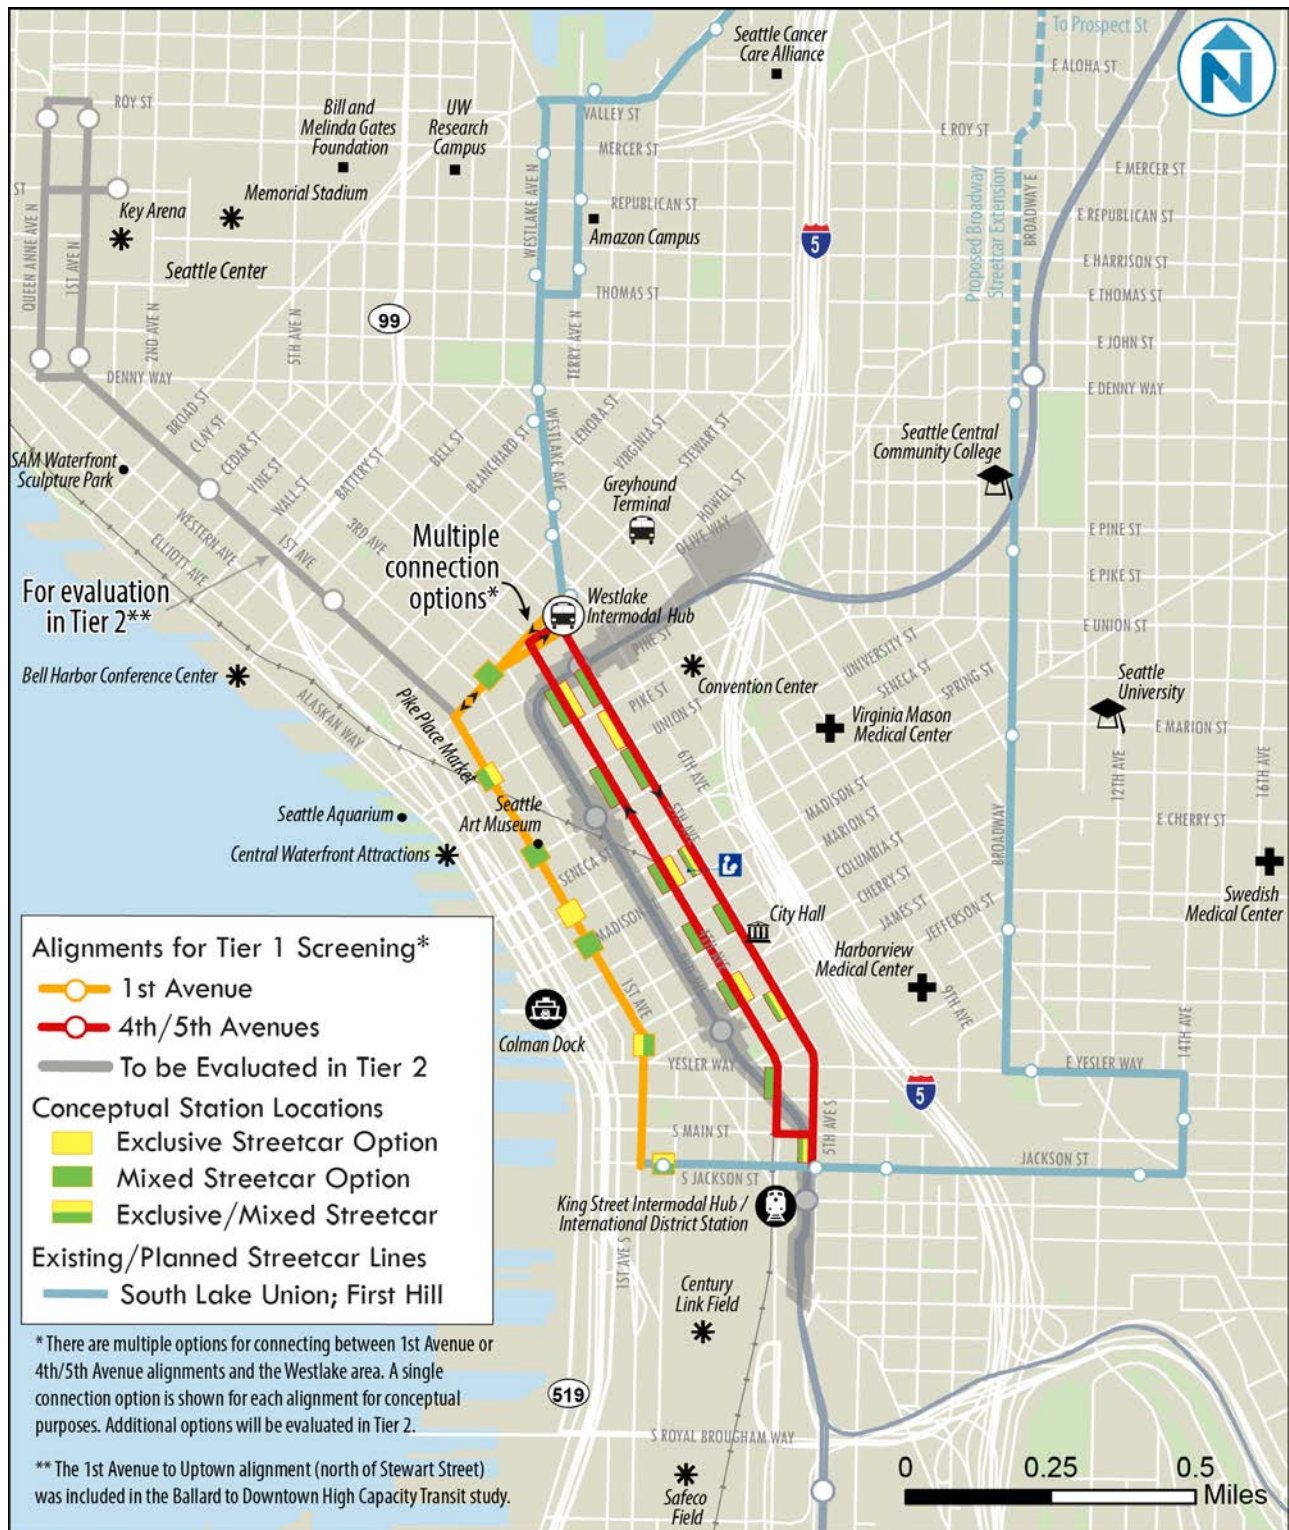 To Prospect St
Seattle Cancer
Care Alliance
E ALOHA ST
N
ROY ST
Bill and
Melinda Gates
Foundation
UW
Research
Campus
VALLEY ST
MERCER ST
E ROY ST
E MERCER ST
ST
Key Arena
Memorial Stadium
Seattle Center
QUEEN ANNE AVE N
1ST AVE N
2ND AVE N
5TH AVE N
WESTLAKE AVE N
REPUBLICAN ST
Amazon Campus
THOMAS ST
TERRY AVE N
5
99
Proposed Broadway
Streetcar Extension
BROADWAY E
E REPUBLICAN ST
E HARRISON ST
E THOMAS ST
E JOHN ST
E DENNY WAY
DENNY WAY
BROAD ST
CLAY ST
CEDAR ST
VINE ST
WALL ST
BATTERY ST
BELL ST
BLANCHARD ST
WESTLAKE AVE
LENORA ST
VIRGINIA ST
STEWART ST
HOWELL ST
OLIVE WAY
SAM Waterfront
Sculpture Park
WESTERN AVE
ELLIOTT AVE
1ST AVE
3RD AVE
Greyhound
Terminal
Seattle Central
Community College
E PINE ST
E PIKE ST
E UNION ST
Multiple
connection
options*
For evaluation
in Tier 2**
Westlake
Intermodal Hub
PINE ST
PIKE ST
UNION ST
Convention Center
UNIVERSITY ST
SENECA ST
SPRING ST
Seattle
University
Bell Harbor Conference Center
ALASKAN WAY
Pike Place Market
Virginia Mason
Medical Center
E MARION ST
12TH AVE
16TH AVE
6TH AVE
5TH AVE
MADISON ST
MARION ST
COLUMBIA ST
CHERRY ST
JAMES ST
JEFFERSON ST
BROADWAY
E CHERRY ST
Seattle Aquarium
Seattle
Art Museum
Central Waterfront Attractions
SENECA ST
MADISON
City Hall
Swedish
Medical Center
4TH AVE
1ST AVE
Harborview
Medical Center
9TH AVE
Colman Dock
YESLER WAY
5
E YESLER WAY
14TH AVE
S MAIN ST
5TH AVE S
JACKSON ST
S JACKSON ST
King Street Intermodal Hub /
International District Station
1ST AVE S
Century
Link Field
519
S ROYAL BROUGHAM WAY
Safeco
Field
Alignments for Tier 1 Screening*
1st Avenue
4th/5th Avenues
To be Evaluated in Tier 2
Conceptual Station Locations
Exclusive Streetcar Option
Mixed Streetcar Option
Exclusive/Mixed Streetcar
Existing/Planned Streetcar Lines
South Lake Union; First Hill
* There are multiple options for connecting between 1st Avenue or
4th/5th Avenue alignments and the Westlake area. A single
connection option is shown for each alignment for conceptual
purposes. Additional options will be evaluated in Tier 2.
** The 1st Avenue to Uptown alignment (north of Stewart Street)
was included in the Ballard to Downtown High Capacity Transit study.
0 0.25 0.5
Miles